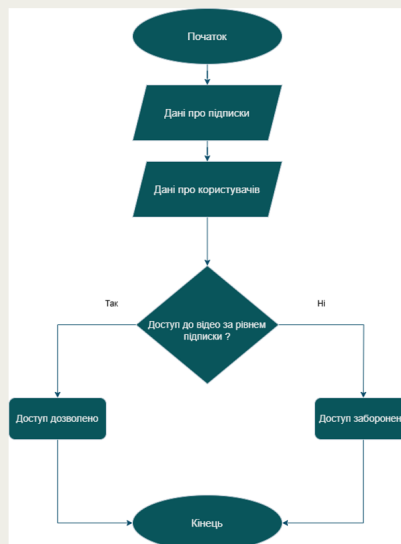 Початок
Дані про підписки
Дані про користувачів
Так
Ні
Доступ до відео за рівнем
підписки ?
Доступ дозволено
Доступ заборонен
Кінець